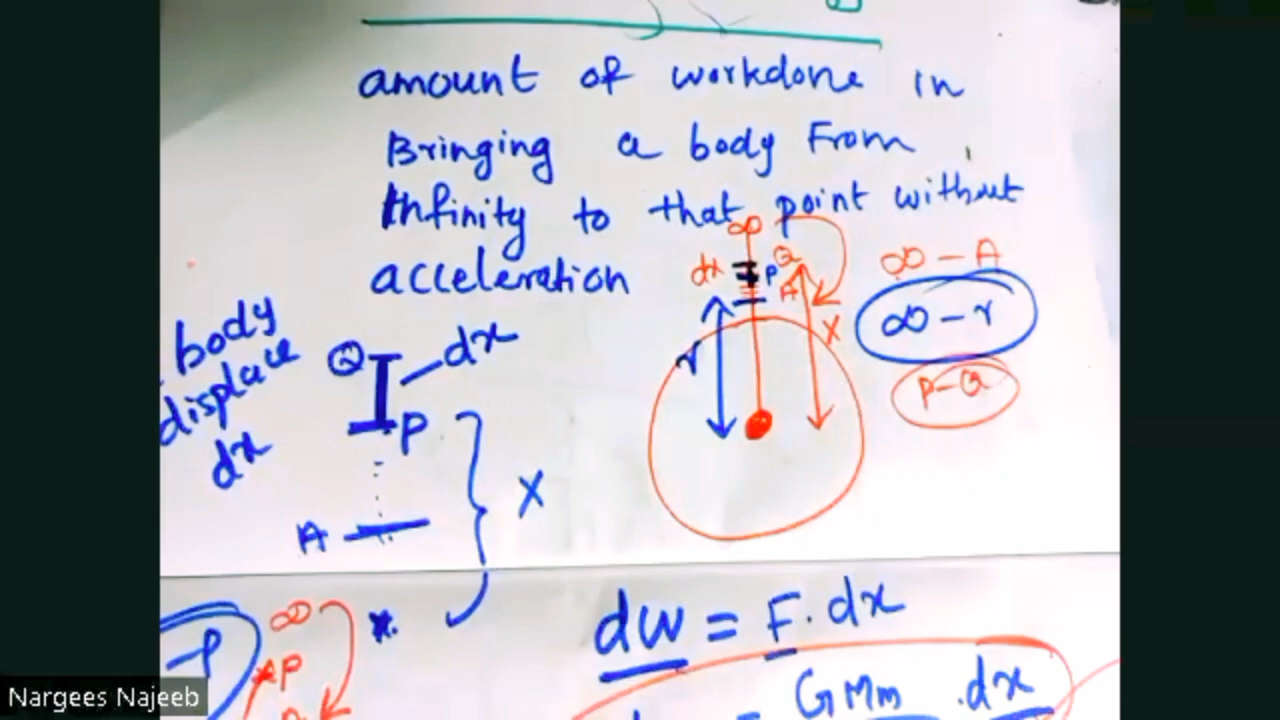 amount of workdone in
Bringing a body From
Infinity to that point without
acceleration
∞
dx
P
Q
A
r
X
∞ - A
∞ - r
P - Q
body
displace
dx
Q
dx
P
X
A
∞
P
dw = F. dx
GMm .dx
Nargees Najeeb